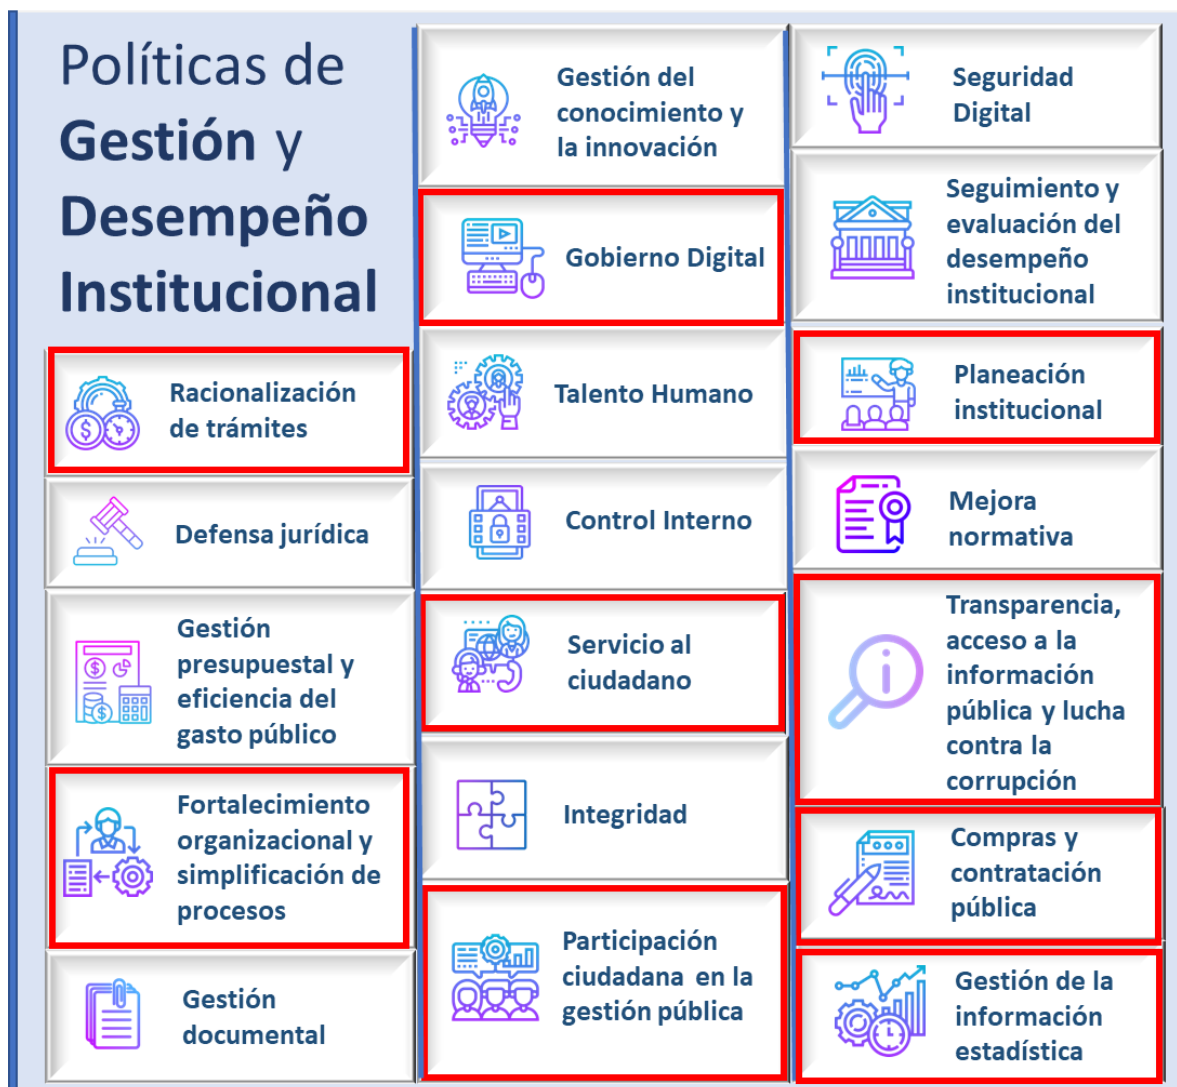 Políticas de
Gestión y
Desempeño
Institucional
Racionalización
de trámites
Defensa jurídica
Gestión
presupuestal y
eficiencia del
gasto público
Fortalecimiento
organizacional y
simplificación de
procesos
Gestión
documental
Gestión del
conocimiento y
la innovación
Gobierno Digital
Talento Humano
Control Interno
Servicio al
ciudadano
Integridad
Participación
ciudadana en la
gestión pública
Seguridad
Digital
Seguimiento y
evaluación del
desempeño
institucional
Planeación
institucional
Mejora
normativa
Transparencia,
acceso a la
información
pública y lucha
contra la
corrupción
Compras y
contratación
pública
Gestión de la
información
estadística